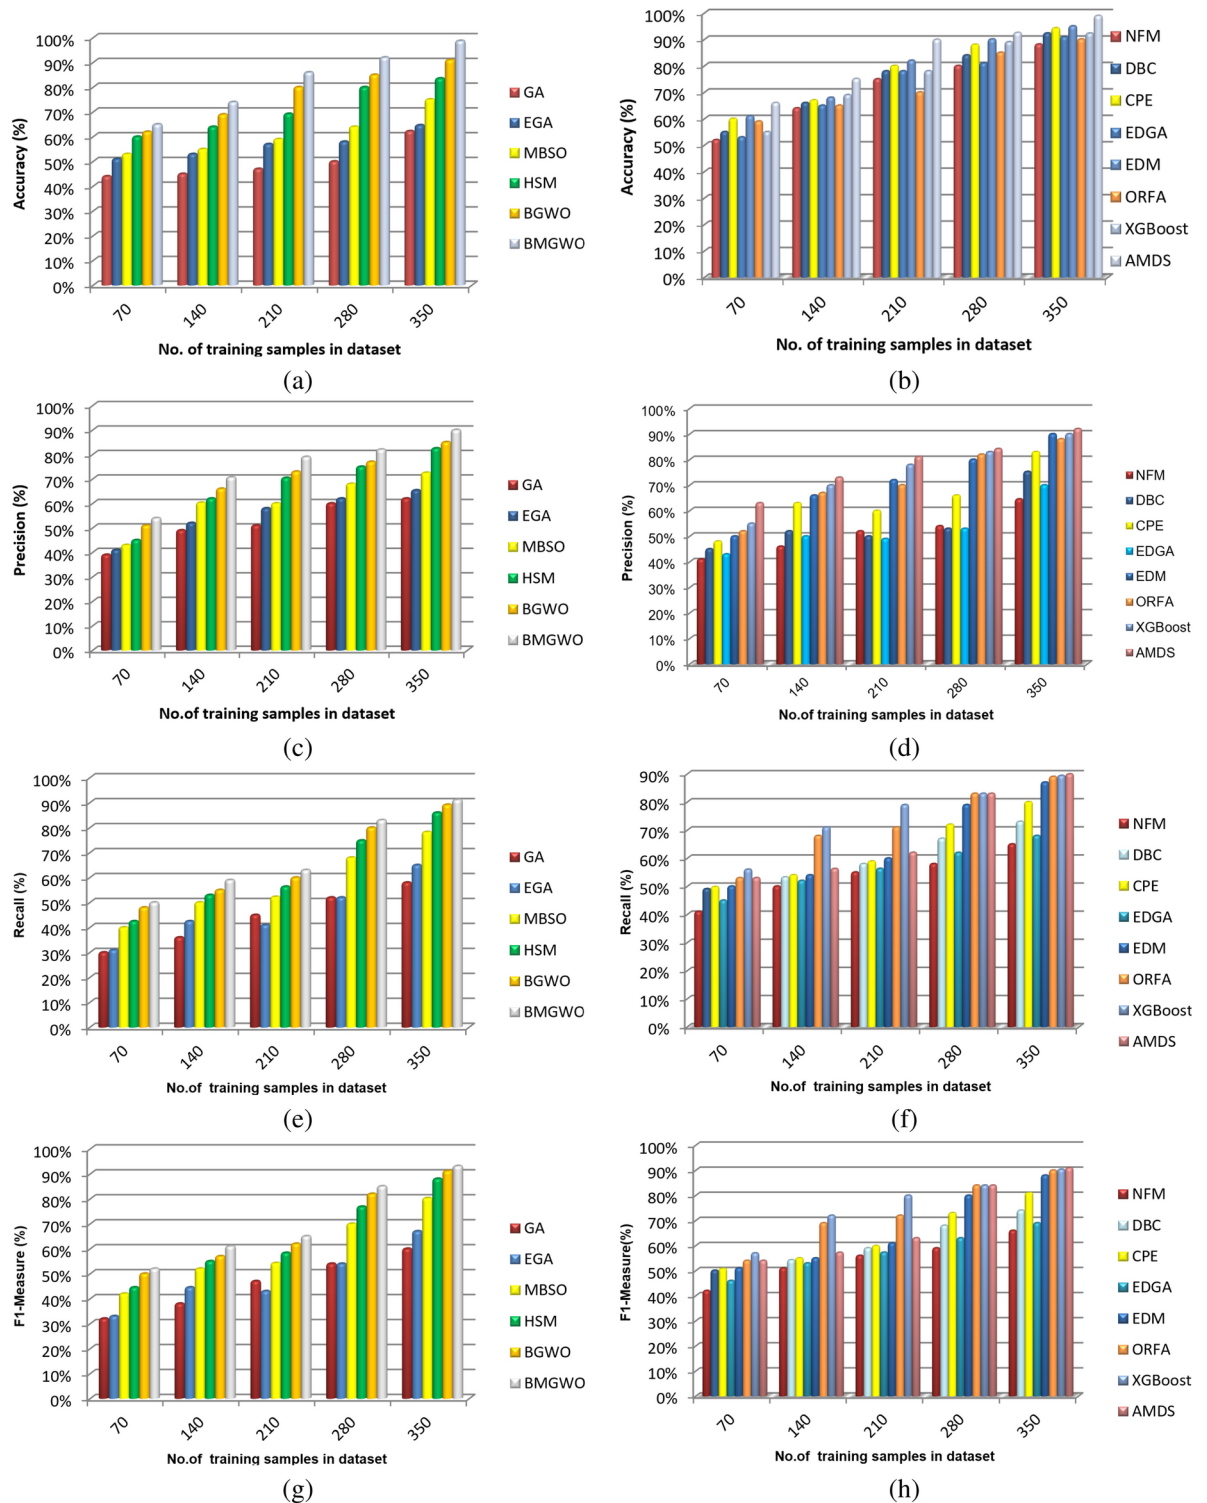 100%
90%
80%
70%
60%
50%
40%
30%
20%
10%
0%
Accuracy (%)
70 140 210 280 350
No. of training samples in dataset
GA
EGA
MBSO
HSM
BGWO
BMGWO
(a)
100%
90%
80%
70%
60%
50%
40%
30%
20%
10%
0%
Accuracy (%)
70 140 210 280 350
No. of training samples in dataset
NFM
DBC
CPE
EDGA
EDM
ORFA
XGBoost
AMDS
(b)
100%
90%
80%
70%
60%
50%
40%
30%
20%
10%
0%
Precision (%)
70 140 210 280 350
No.of training samples in dataset
GA
EGA
MBSO
HSM
BGWO
BMGWO
(c)
100%
90%
80%
70%
60%
50%
40%
30%
20%
10%
0%
Precision (%)
70 140 210 280 350
No.of training samples in dataset
NFM
DBC
CPE
EDGA
EDM
ORFA
XGBoost
AMDS
(d)
100%
90%
80%
70%
60%
50%
40%
30%
20%
10%
0%
Recall (%)
70 140 210 280 350
No.of training samples in dataset
GA
EGA
MBSO
HSM
BGWO
BMGWO
(e)
90%
80%
70%
60%
50%
40%
30%
20%
10%
0%
Recall (%)
70 140 210 280 350
No.of training samples in dataset
NFM
DBC
CPE
EDGA
EDM
ORFA
XGBoost
AMDS
(f)
100%
90%
80%
70%
60%
50%
40%
30%
20%
10%
0%
F1-Measure (%)
70 140 210 280 350
No.of training samples in dataset
GA
EGA
MBSO
HSM
BGWO
BMGWO
(g)
100%
90%
80%
70%
60%
50%
40%
30%
20%
10%
0%
F1-Measure(%)
70 140 210 280 350
No.of training samples in dataset
NFM
DBC
CPE
EDGA
EDM
ORFA
XGBoost
AMDS
(h)